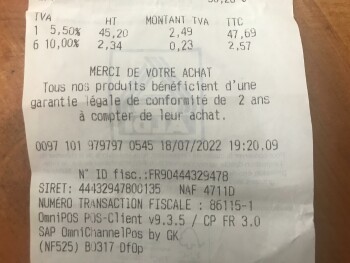 TVA HT MONTANT TVA TTC
1 5,50% 45,20 2,49 47,69
6 10,00% 2,34 0,23 2,57
MERCI DE VOTRE ACHAT
Tous nos produits bénéficient d'une
garantie légale de conformité de 2 ans
à compter de leur achat.
0097 101 979797 0545 18/07/2022 19:20.09
N° ID fisc.:FR90444329478
SIRET: 44432947800135 NAF 4711D
NUMÉRO TRANSACTION FISCALE : 86115-1
OmniPOS POS-Client v9.3.5 / CP FR 3.0
SAP OmniChannelPos by GK
(NF525) B0317 Df0p